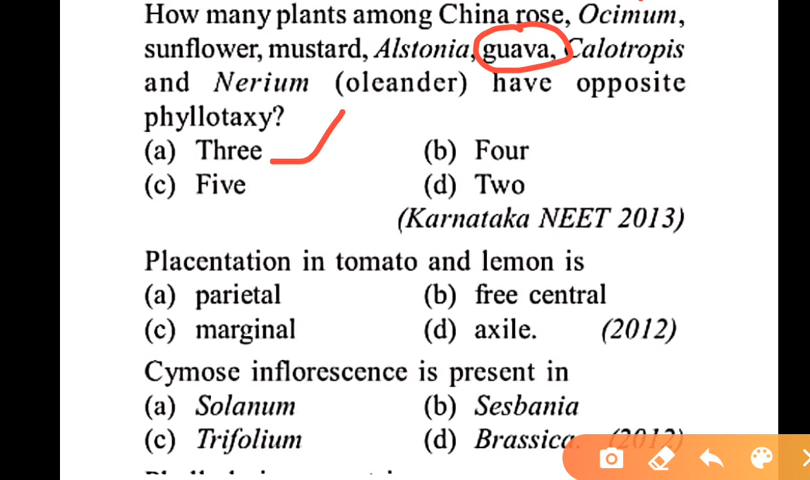 How many plants among China rose, Ocimum,
sunflower, mustard, Alstonia, guava, Calotropis
and Nerium (oleander) have opposite
phyllotaxy?
(a) Three (b) Four
(c) Five (d) Two
(Karnataka NEET 2013)
Placentation in tomato and lemon is
(a) parietal (b) free central
(c) marginal (d) axile. (2012)
Cymose inflorescence is present in
(a) Solanum (b) Sesbania
(c) Trifolium (d) Brassica. (2012)